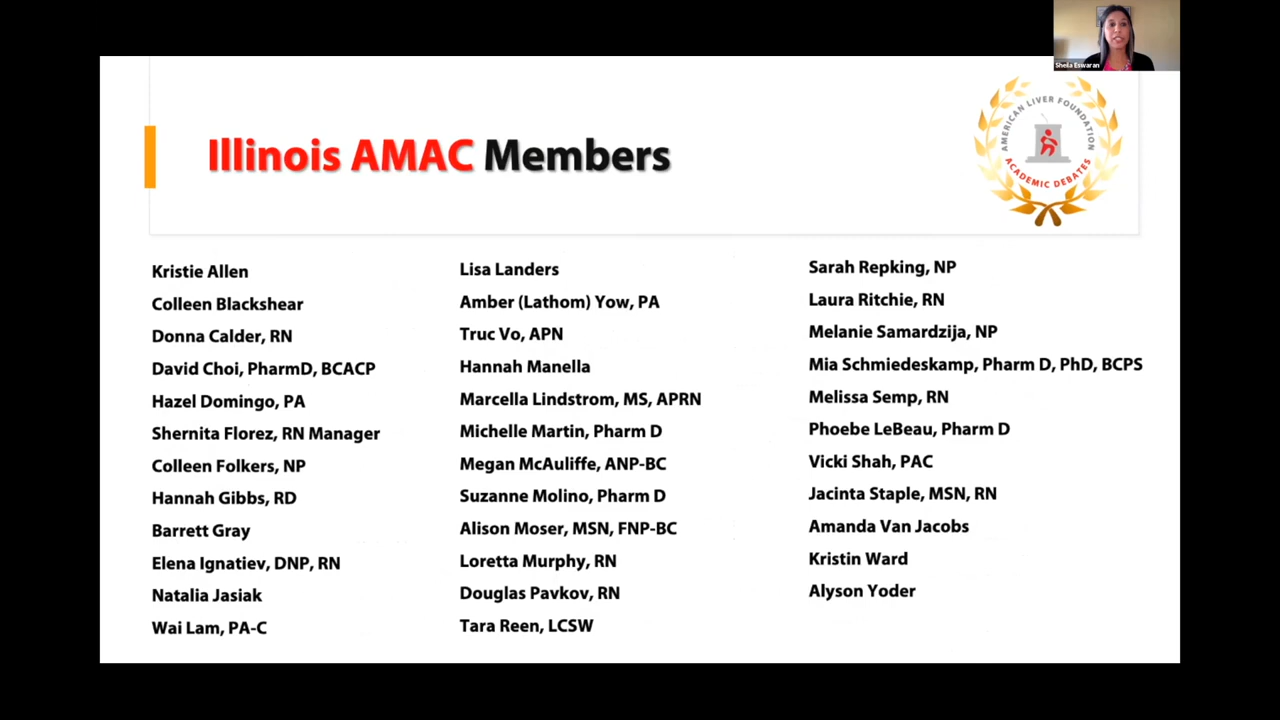 Sheila Eswaran
AMERICAN LIVER FOUNDATION
ACADEMIC DEBATES
Illinois AMAC Members
Kristie Allen
Colleen Blackshear
Donna Calder, RN
David Choi, PharmD, BCACP
Hazel Domingo, PA
Shernita Florez, RN Manager
Colleen Folkers, NP
Hannah Gibbs, RD
Barrett Gray
Elena Ignatiev, DNP, RN
Natalia Jasiak
Wai Lam, PA-C
Lisa Landers
Amber (Lathom) Yow, PA
Truc Vo, APN
Hannah Manella
Marcella Lindstrom, MS, APRN
Michelle Martin, Pharm D
Megan McAuliffe, ANP-BC
Suzanne Molino, Pharm D
Alison Moser, MSN, FNP-BC
Loretta Murphy, RN
Douglas Pavkov, RN
Tara Reen, LCSW
Sarah Repking, NP
Laura Ritchie, RN
Melanie Samardzija, NP
Mia Schmiedeskamp, Pharm D, PhD, BCPS
Melissa Semp, RN
Phoebe LeBeau, Pharm D
Vicki Shah, PAC
Jacinta Staple, MSN, RN
Amanda Van Jacobs
Kristin Ward
Alyson Yoder